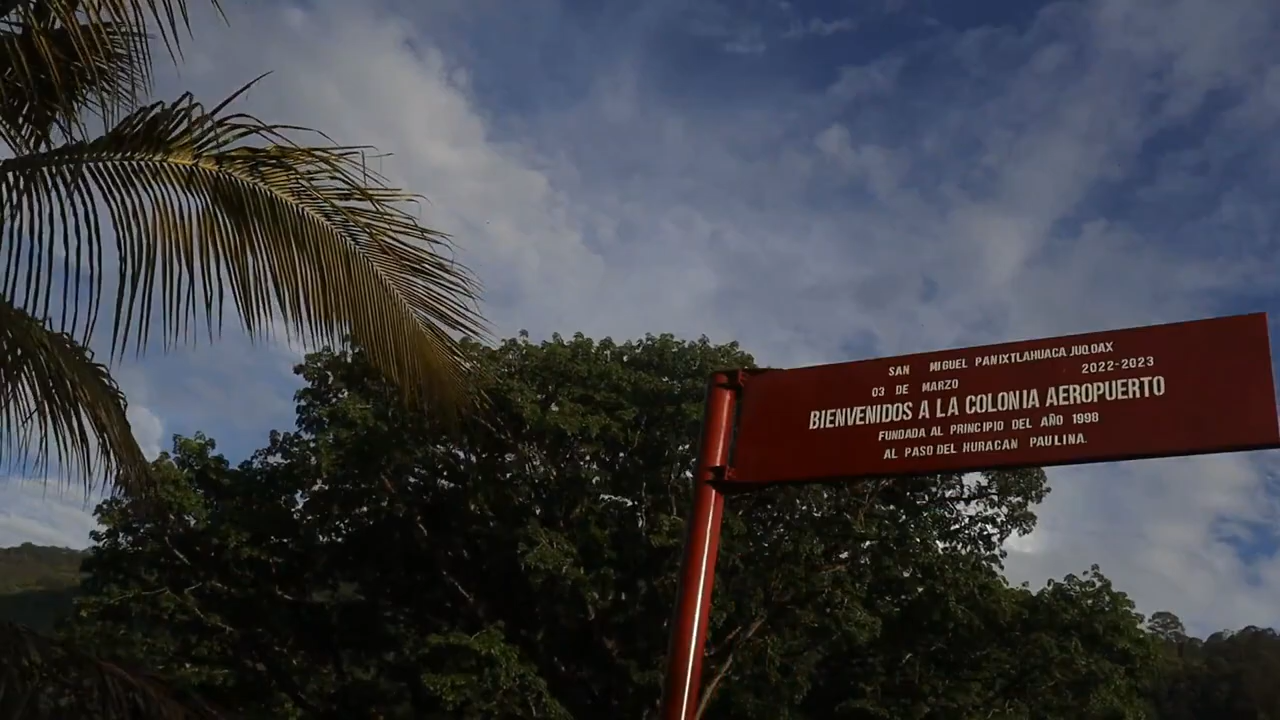 SAN MIGUEL PANIXTLAHUACA JUQ OAX
03 DE MARZO 2022-2023
BIENVENIDOS A LA COLONIA AEROPUERTO
FUNDADA AL PRINCIPIO DEL AÑO 1998
AL PASO DEL HURACAN PAULINA.